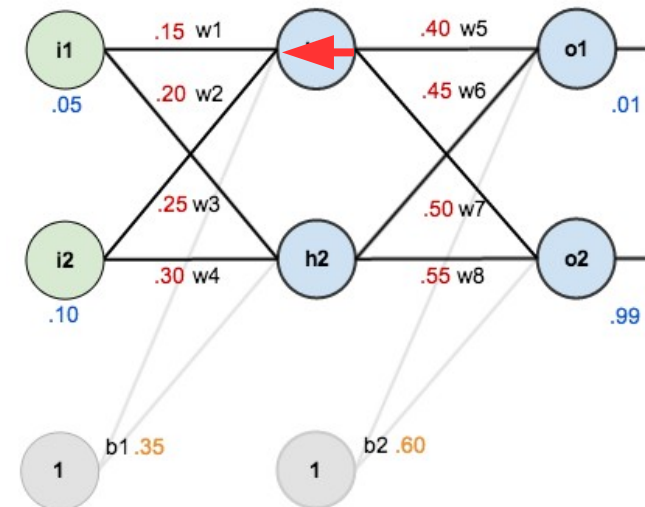 i1
.15 w1
.40 w5
o1
.05
.20 w2
.45 w6
.01
.25 w3
.50 w7
i2
h2
o2
.30 w4
.55 w8
.10
.99
b1 .35
b2 .60
1
1